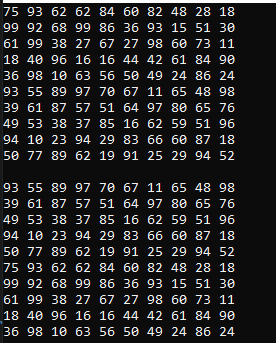 75 93 62 62 84 60 82 48 28 18
99 92 68 99 86 36 93 15 51 30
61 99 38 27 67 27 98 60 73 11
18 40 96 16 16 44 42 61 84 90
36 98 10 63 56 50 49 24 86 24
93 55 89 97 70 67 11 65 48 98
39 61 87 57 51 64 97 80 65 76
49 53 38 37 85 16 62 59 51 96
94 10 23 94 29 83 66 60 87 18
50 77 89 62 19 91 25 29 94 52

93 55 89 97 70 67 11 65 48 98
39 61 87 57 51 64 97 80 65 76
49 53 38 37 85 16 62 59 51 96
94 10 23 94 29 83 66 60 87 18
50 77 89 62 19 91 25 29 94 52
75 93 62 62 84 60 82 48 28 18
99 92 68 99 86 36 93 15 51 30
61 99 38 27 67 27 98 60 73 11
18 40 96 16 16 44 42 61 84 90
36 98 10 63 56 50 49 24 86 24